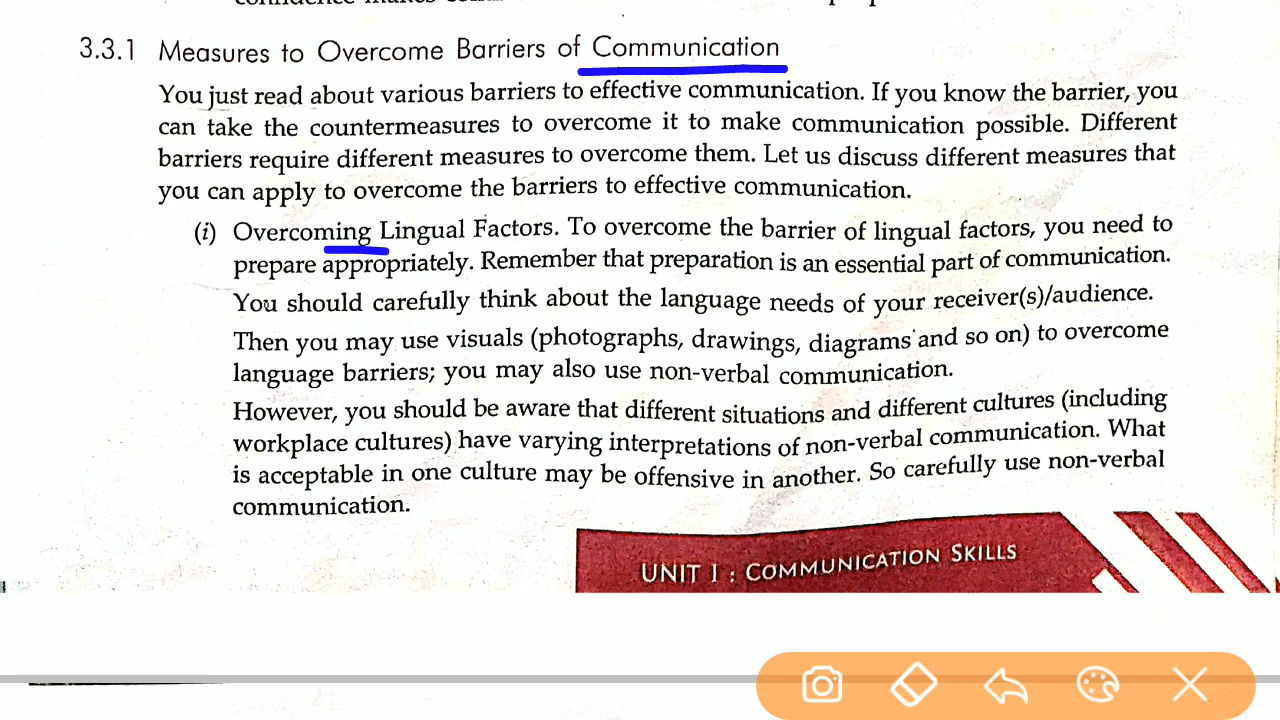 3.3.1 Measures to Overcome Barriers of Communication
You just read about various barriers to effective communication. If you know the barrier, you
can take the countermeasures to overcome it to make communication possible. Different
barriers require different measures to overcome them. Let us discuss different measures that
you can apply to overcome the barriers to effective communication.
(i) Overcoming Lingual Factors. To overcome the barrier of lingual factors, you need to
prepare appropriately. Remember that preparation is an essential part of communication.
You should carefully think about the language needs of your receiver(s)/audience.
Then you may use visuals (photographs, drawings, diagrams and so on) to overcome
language barriers; you may also use non-verbal communication.
However, you should be aware that different situations and different cultures (including
workplace cultures) have varying interpretations of non-verbal communication. What
is acceptable in one culture may be offensive in another. So carefully use non-verbal
communication.
UNIT I : COMMUNICATION SKILLS